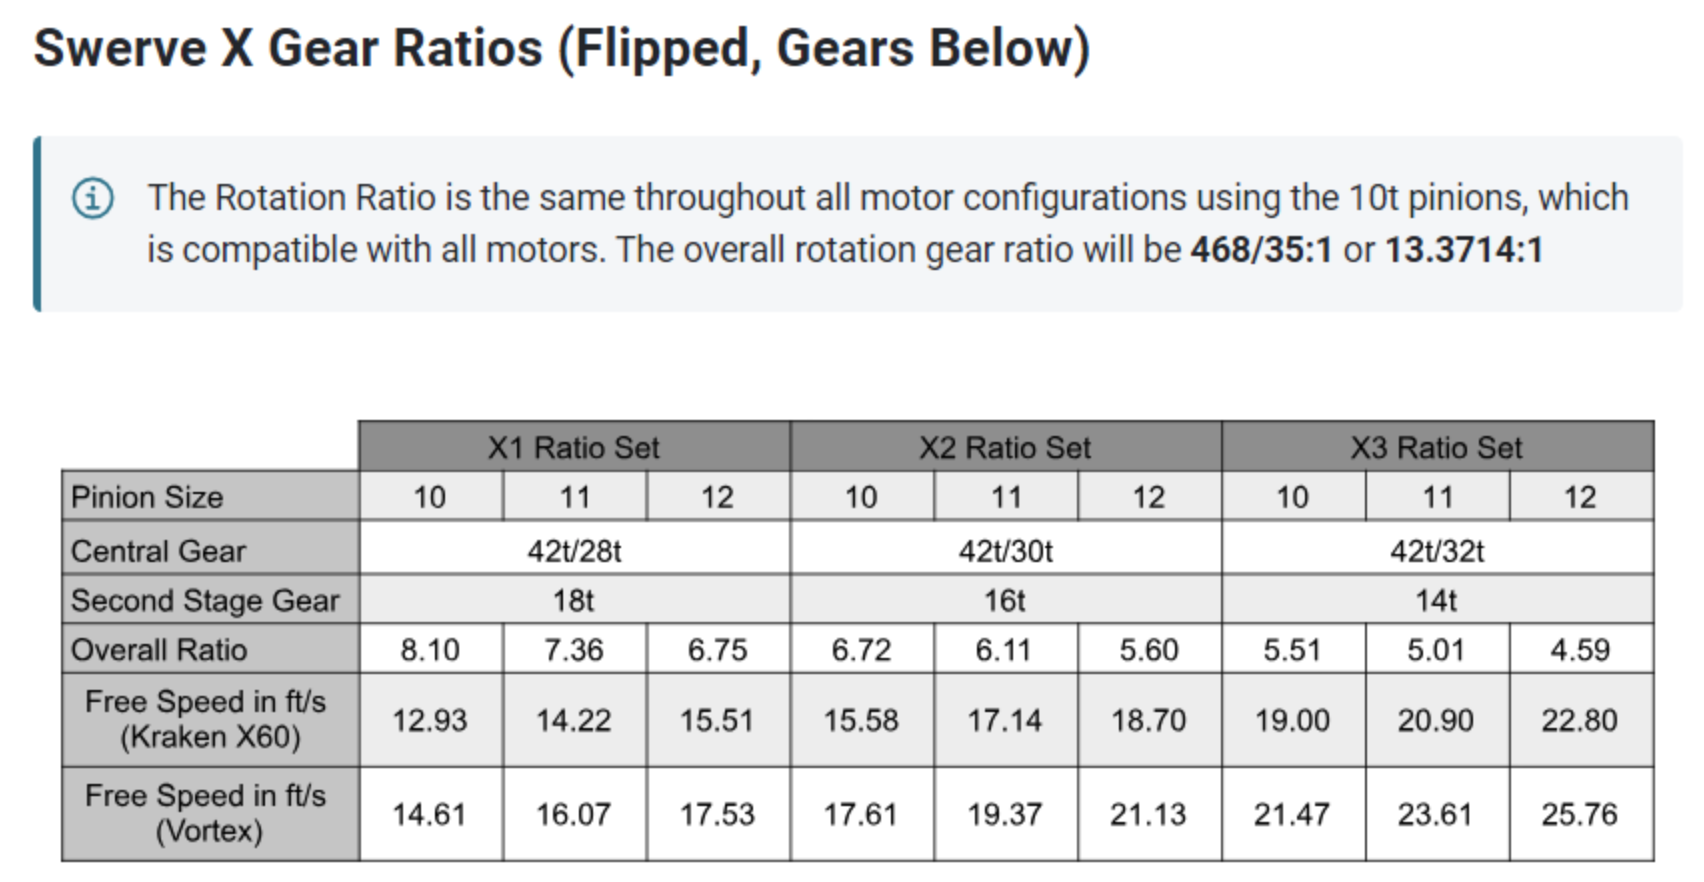 Swerve X Gear Ratios (Flipped, Gears Below)
The Rotation Ratio is the same throughout all motor configurations using the 10t pinions, which
is compatible with all motors. The overall rotation gear ratio will be 468/35:1 or 13.3714:1
X1 Ratio Set X2 Ratio Set X3 Ratio Set
Pinion Size 10 11 12 10 11 12 10 11 12
Central Gear 42t/28t 42t/30t 42t/32t
Second Stage Gear 18t 16t 14t
Overall Ratio 8.10 7.36 6.75 6.72 6.11 5.60 5.51 5.01 4.59
Free Speed in ft/s
(Kraken X60) 12.93 14.22 15.51 15.58 17.14 18.70 19.00 20.90 22.80
Free Speed in ft/s
(Vortex) 14.61 16.07 17.53 17.61 19.37 21.13 21.47 23.61 25.76